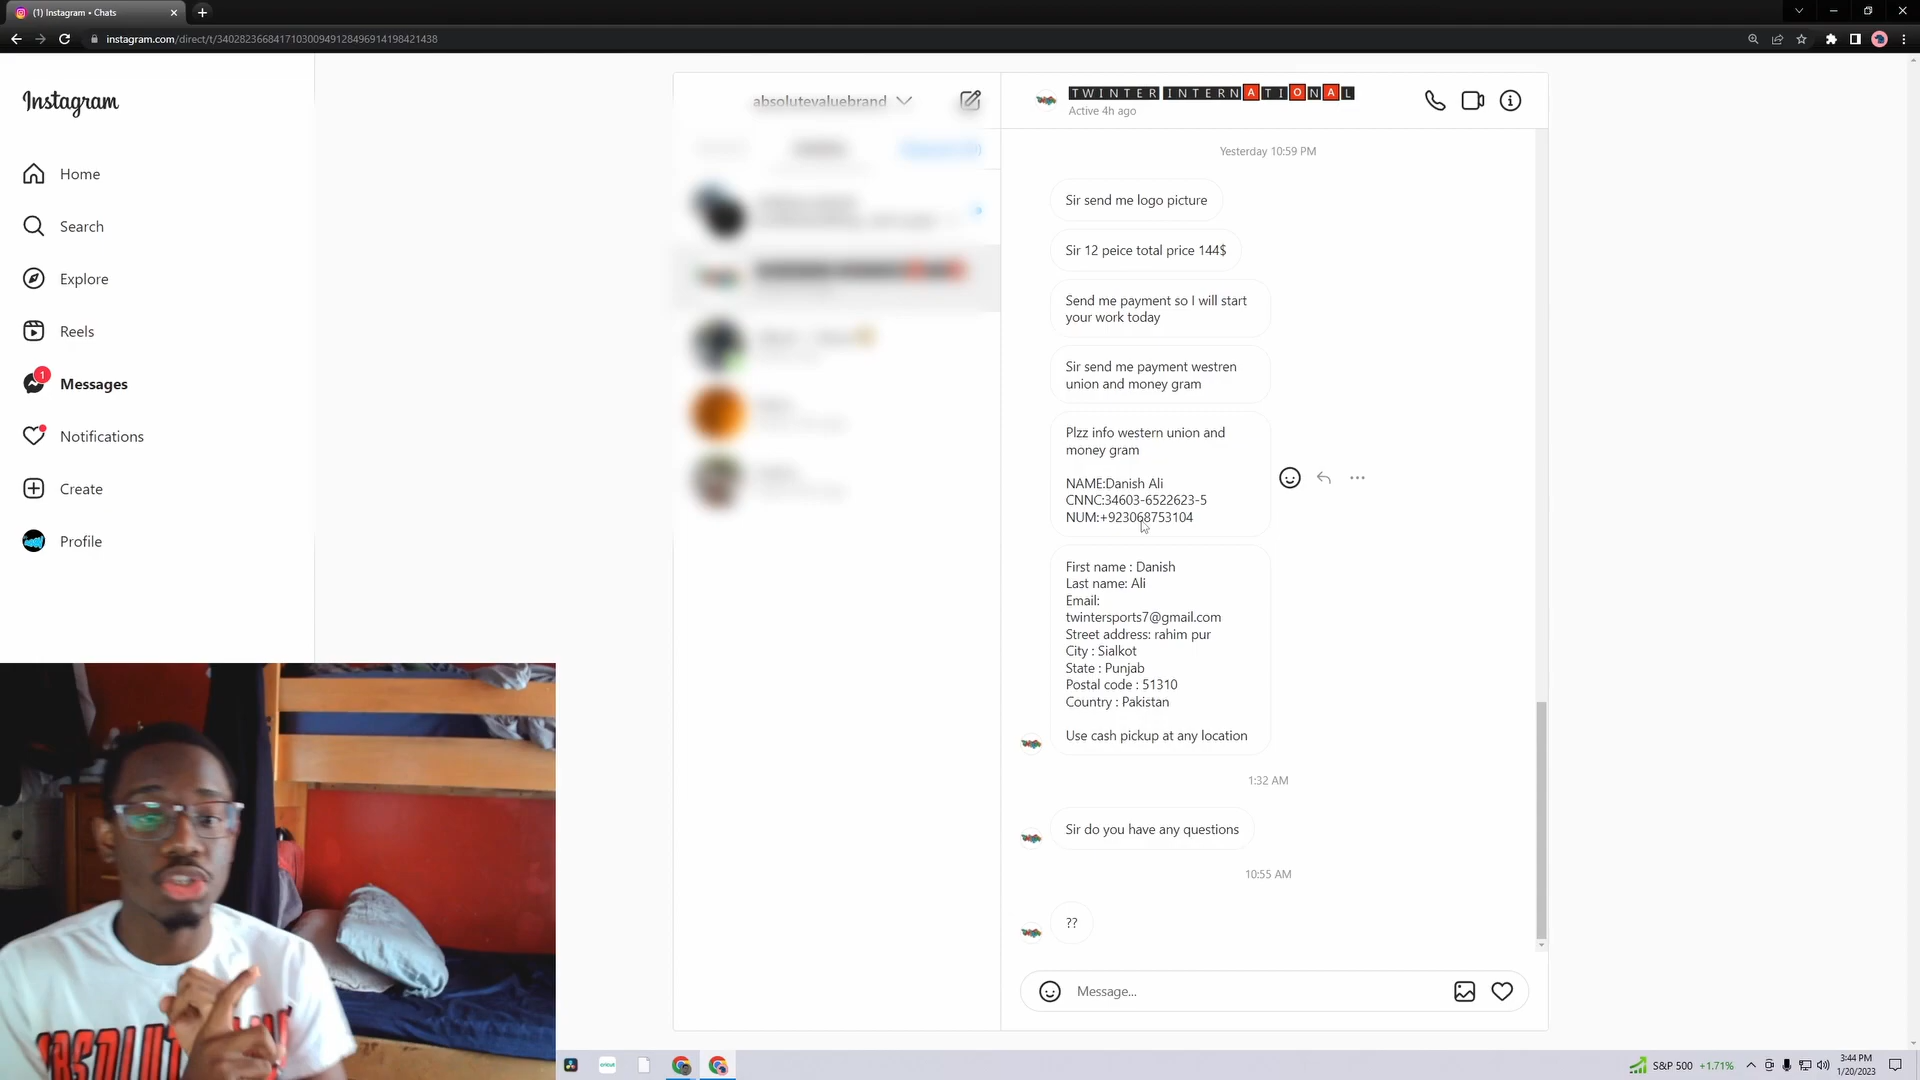 (1) Instagram • Chats
instagram.com/direct/t/340282366841710300949128496914198421438
Instagram
Home
Search
Explore
Reels
1
Messages
Notifications
Create
Profile
absolutevaluebrand
TWINTER INTERNATIONAL
Active 4h ago
Yesterday 10:59 PM
Sir send me logo picture
Sir 12 peice total price 144$
Send me payment so I will start
your work today
Sir send me payment westren
union and money gram
Plzz info western union and
money gram
NAME:Danish Ali
CNNC:34603-6522623-5
NUM:+923068753104
First name : Danish
Last name: Ali
Email:
twintersports7@gmail.com
Street address: rahim pur
City : Sialkot
State : Punjab
Postal code : 51310
Country : Pakistan
Use cash pickup at any location
1:32 AM
Sir do you have any questions
10:55 AM
??
Message...
S&P 500 +1.71%
3:44 PM
1/20/2023